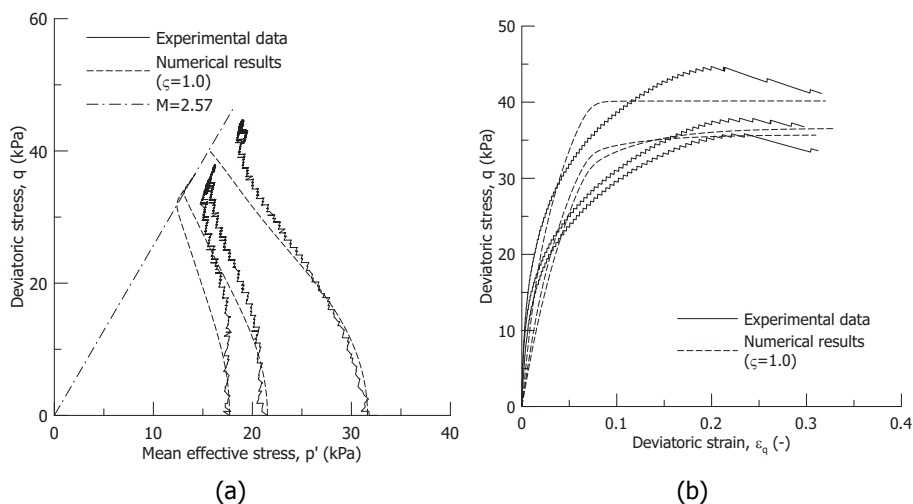 60
Experimental data
Numerical results
(ς=1.0)
M=2.57
40
20
0
Deviatoric stress, q (kPa)
0
10
20
30
40
Mean effective stress, p' (kPa)
(a)
50
40
30
20
10
0
Deviatoric stress, q (kPa)
Experimental data
Numerical results
(ς=1.0)
0
0.1
0.2
0.3
0.4
Deviatoric strain, εq (-)
(b)